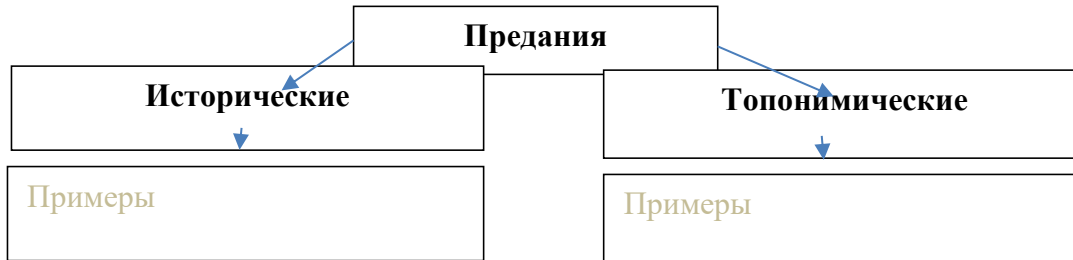 Предания
Исторические
Топонимические
Примеры
Примеры